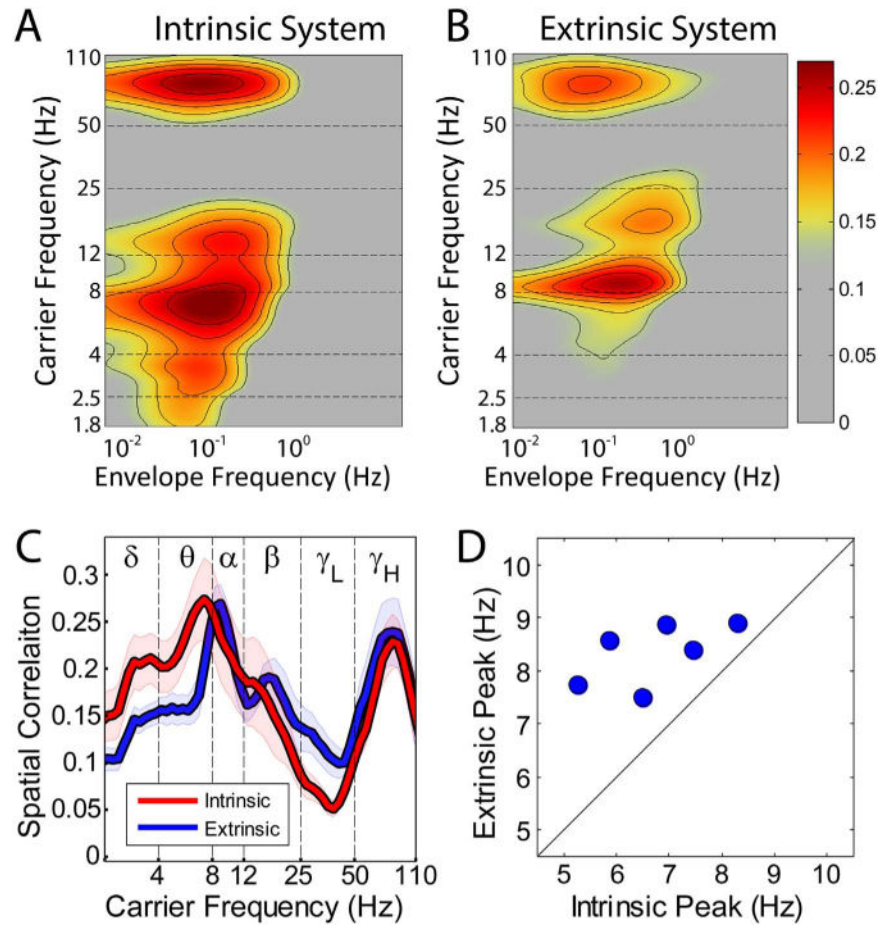 A Intrinsic System
B Extrinsic System
Carrier Frequency (Hz)
110
50
25
12
8
4
2.5
1.8
10-2 10-1 100
Envelope Frequency (Hz)
Carrier Frequency (Hz)
110
50
25
12
8
4
2.5
1.8
10-2 10-1 100
Envelope Frequency (Hz)
0.25
0.2
0.15
0.1
0.05
0
C
δ θ α β γL γH
Spatial Correlaiton
0.3
0.25
0.2
0.15
0.1
0.05
0
Intrinsic
Extrinsic
4 8 12 25 50 110
Carrier Frequency (Hz)
D
Extrinsic Peak (Hz)
10
9
8
7
6
5
5 6 7 8 9 10
Intrinsic Peak (Hz)